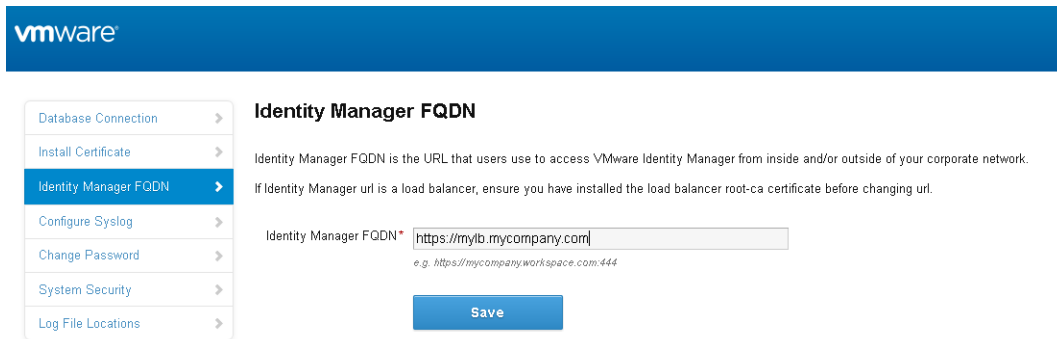 vmware®
Database Connection
Install Certificate
Identity Manager FQDN
Configure Syslog
Change Password
System Security
Log File Locations
Identity Manager FQDN
Identity Manager FQDN is the URL that users use to access VMware Identity Manager from inside and/or outside of your corporate network.
If Identity Manager url is a load balancer, ensure you have installed the load balancer root-ca certificate before changing url.
Identity Manager FQDN* https://mylb.mycompany.com
e.g. https://mycompany.workspace.com:444
Save